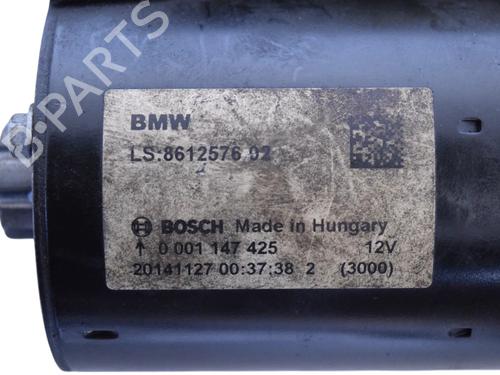 B-PARTS
BMW
LS:8612576 02
BOSCH Made in Hungary
↑ 0 001 147 425 12V
20141127 00:37:38 2 (3000)